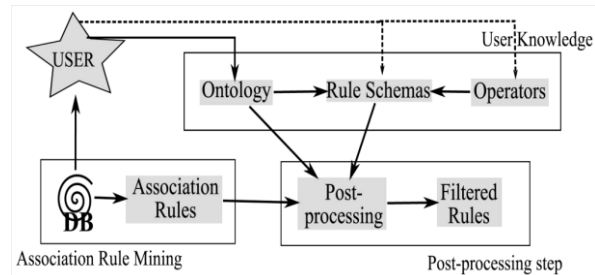 USER
User Knowledge
Ontology
Rule Schemas
Operators
DB
Association
Rules
Post-
processing
Filtered
Rules
Association Rule Mining
Post-processing step